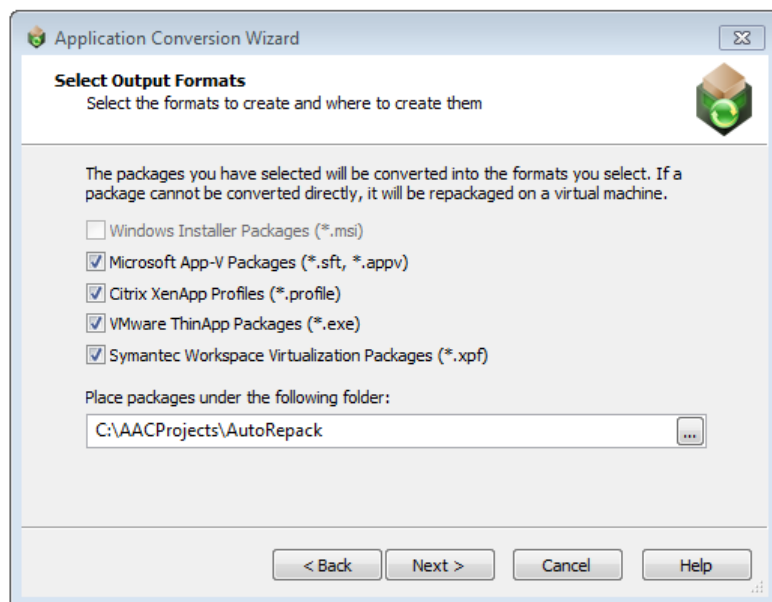 Application Conversion Wizard
Select Output Formats
Select the formats to create and where to create them
The packages you have selected will be converted into the formats you select. If a
package cannot be converted directly, it will be repackaged on a virtual machine.
Windows Installer Packages (*.msi)
Microsoft App-V Packages (*.sft, *.appv)
Citrix XenApp Profiles (*.profile)
VMware ThinApp Packages (*.exe)
Symantec Workspace Virtualization Packages (*.xpf)
Place packages under the following folder:
C:\AACProjects\AutoRepack
...
< Back Next > Cancel Help